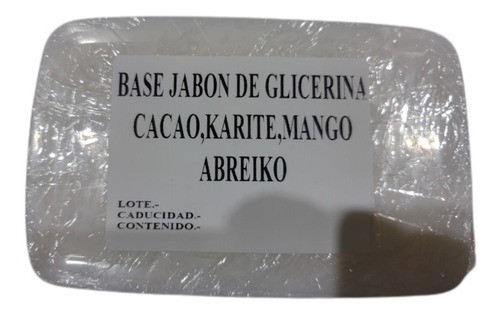 BASE JABON DE GLICERINA
CACAO,KARITE,MANGO
ABREIKO
LOTE.-
CADUCIDAD.-
CONTENIDO.-